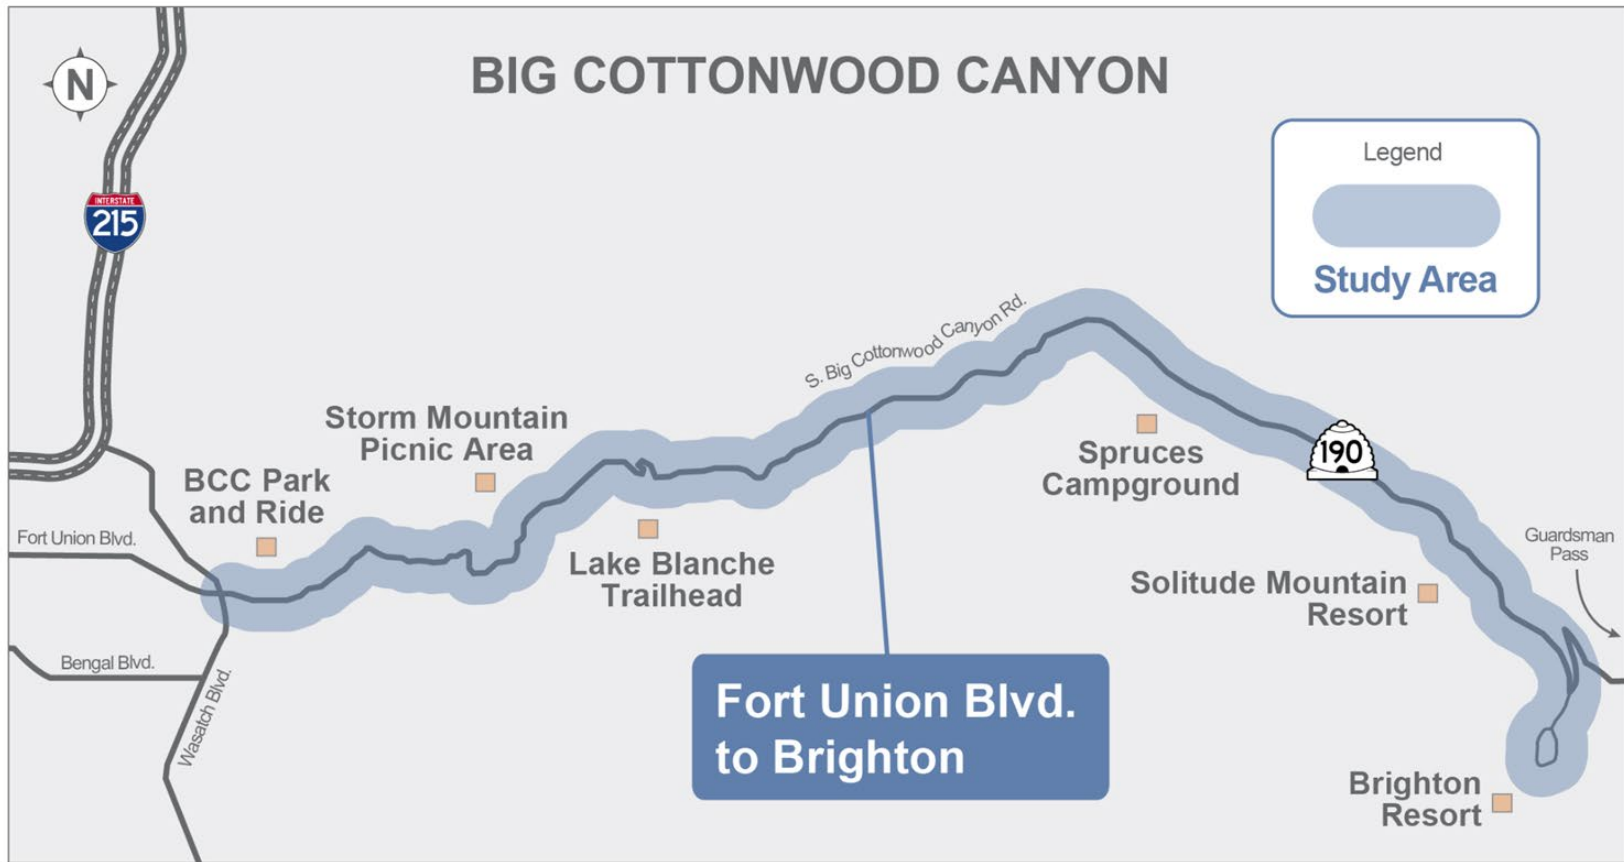 N
BIG COTTONWOOD CANYON
Legend
Study Area
INTERSTATE
215
S. Big Cottonwood Canyon Rd.
Storm Mountain
Picnic Area
BCC Park
and Ride
Fort Union Blvd.
Spruces
Campground
190
Lake Blanche
Trailhead
Guardsman
Pass
Solitude Mountain
Resort
Bengal Blvd.
Wasatch Blvd.
Fort Union Blvd.
to Brighton
Brighton
Resort